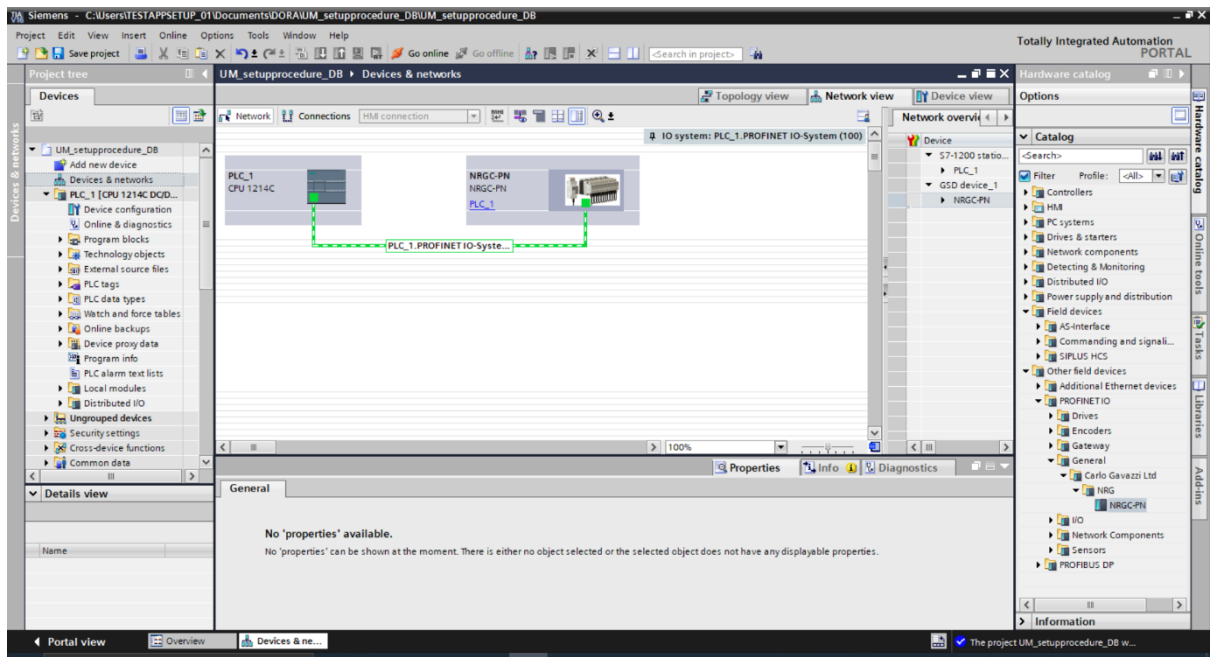 Siemens - C:\Users\TESTAPPSETUP_01\Documents\DORA\UM_setupprocedure_DB\UM_setupprocedure_DB
Project Edit View Insert Online Options Tools Window Help
Totally Integrated Automation
PORTAL
Save project
Go online
Go offline
<Search in project>
Project tree
UM_setupprocedure_DB
Devices & networks
Hardware catalog
Devices
Topology view
Network view
Device view
Options
Network
Connections
HMI connection
Network overvie
IO system: PLC_1.PROFINET IO-System (100)
Catalog
UM_setupprocedure_DB
Add new device
Devices & networks
PLC_1 [CPU 1214C DC/D...
Device configuration
Online & diagnostics
Program blocks
Technology objects
External source files
PLC tags
PLC data types
Watch and force tables
Online backups
Device proxy data
Program info
PLC alarm text lists
Local modules
Distributed I/O
Ungrouped devices
Security settings
Cross-device functions
Common data
Details view
Name
PLC_1
CPU 1214C
NRGC-PN
NRGC-PN
PLC_1
PLC_1.PROFINET IO-Syste...
100%
Device
S7-1200 statio...
PLC_1
GSD device_1
NRGC-PN
Properties
Info
Diagnostics
General
No 'properties' available.
No 'properties' can be shown at the moment. There is either no object selected or the selected object does not have any displayable properties.
<Search>
Filter Profile: <All>
Controllers
HMI
PC systems
Drives & starters
Network components
Detecting & Monitoring
Distributed I/O
Power supply and distribution
Field devices
AS-Interface
Commanding and signali...
SIPLUS HCS
Other field devices
Additional Ethernet devices
PROFINET IO
Drives
Encoders
Gateway
General
Carlo Gavazzi Ltd
NRG
NRGC-PN
I/O
Network Components
Sensors
PROFIBUS DP
Information
Devices & networks
Hardware catalog
Online tools
Tasks
Libraries
Add-ins
Portal view
Overview
Devices & ne...
The project UM_setupprocedure_DB w...